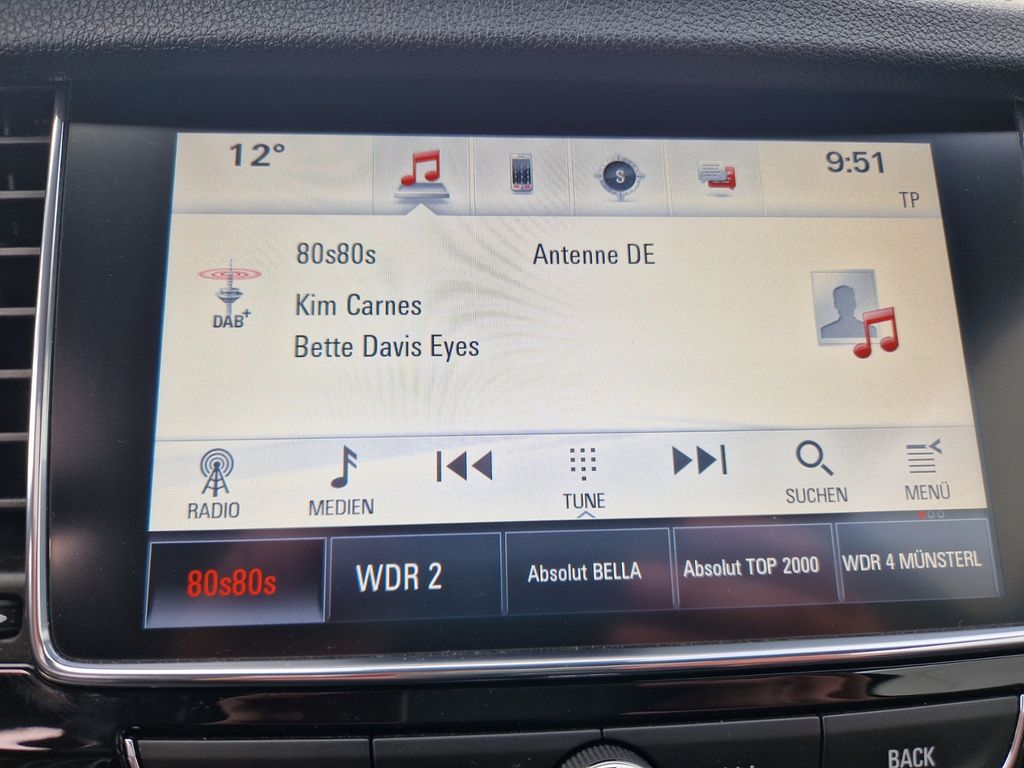 12°
9:51
TP
S
80s80s Antenne DE
DAB+
Kim Carnes
Bette Davis Eyes
RADIO MEDIEN TUNE SUCHEN MENÜ
80s80s WDR 2 Absolut BELLA Absolut TOP 2000 WDR 4 MÜNSTERL
BACK